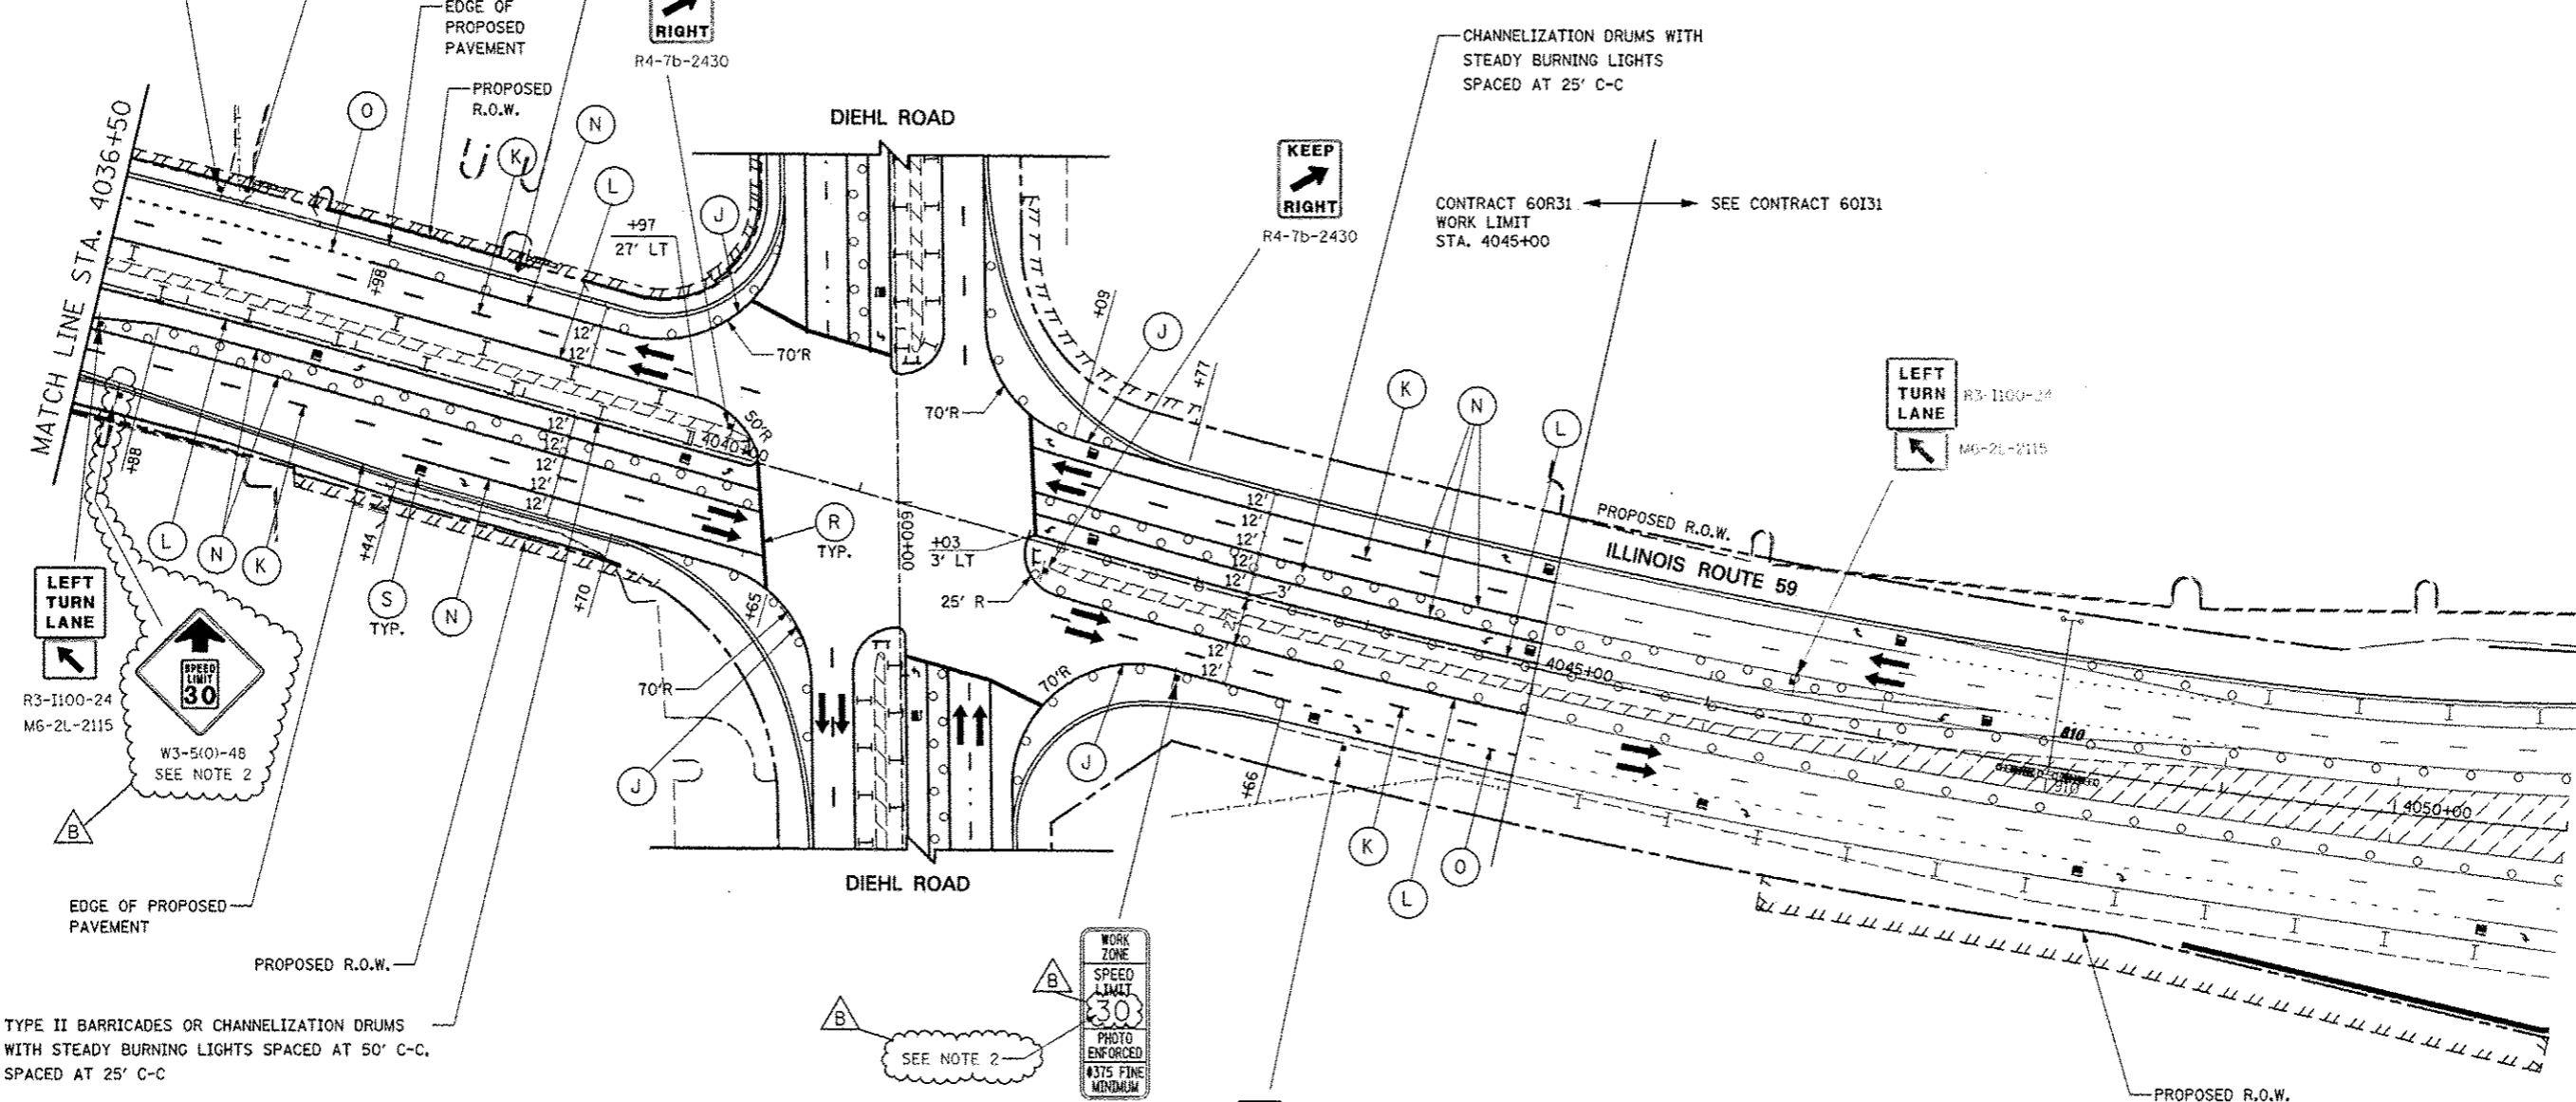 EDGE OF
PROPOSED
PAVEMENT
RIGHT
R4-7b-2430
PROPOSED
R.O.W.
O
N
K
L
J
MATCH LINE STA. 4036+50
+97
27' LT
+98
12'
12'
70'R
DIEHL ROAD
CHANNELIZATION DRUMS WITH
STEADY BURNING LIGHTS
SPACED AT 25' C-C
KEEP
RIGHT
R4-7b-2430
CONTRACT 60R31
WORK LIMIT
STA. 4045+00
SEE CONTRACT 60I31
+09
J
+77
70'R
K
N
L
LEFT
TURN
LANE
R3-I100-24
M6-2L-2115
PROPOSED R.O.W.
ILLINOIS ROUTE 59
50'R
4040+00
12'
12'
12'
12'
12'
+88
L
N
K
+44
S
TYP.
N
+70
+65
R
TYP.
600+00
+03
3' LT
25' R
12'
12'
12'
12'
12'
3'
12'
12'
4045+00
70'R
70'R
J
J
+66
K
L
O
810
910
4050+00
LEFT
TURN
LANE
R3-I100-24
M6-2L-2115
SPEED
LIMIT
30
W3-5(O)-48
SEE NOTE 2
B
EDGE OF PROPOSED
PAVEMENT
PROPOSED R.O.W.
TYPE II BARRICADES OR CHANNELIZATION DRUMS
WITH STEADY BURNING LIGHTS SPACED AT 50' C-C.
SPACED AT 25' C-C
DIEHL ROAD
B
B
SEE NOTE 2
WORK
ZONE
SPEED
LIMIT
30
PHOTO
ENFORCED
$375 FINE
MINIMUM
PROPOSED R.O.W.